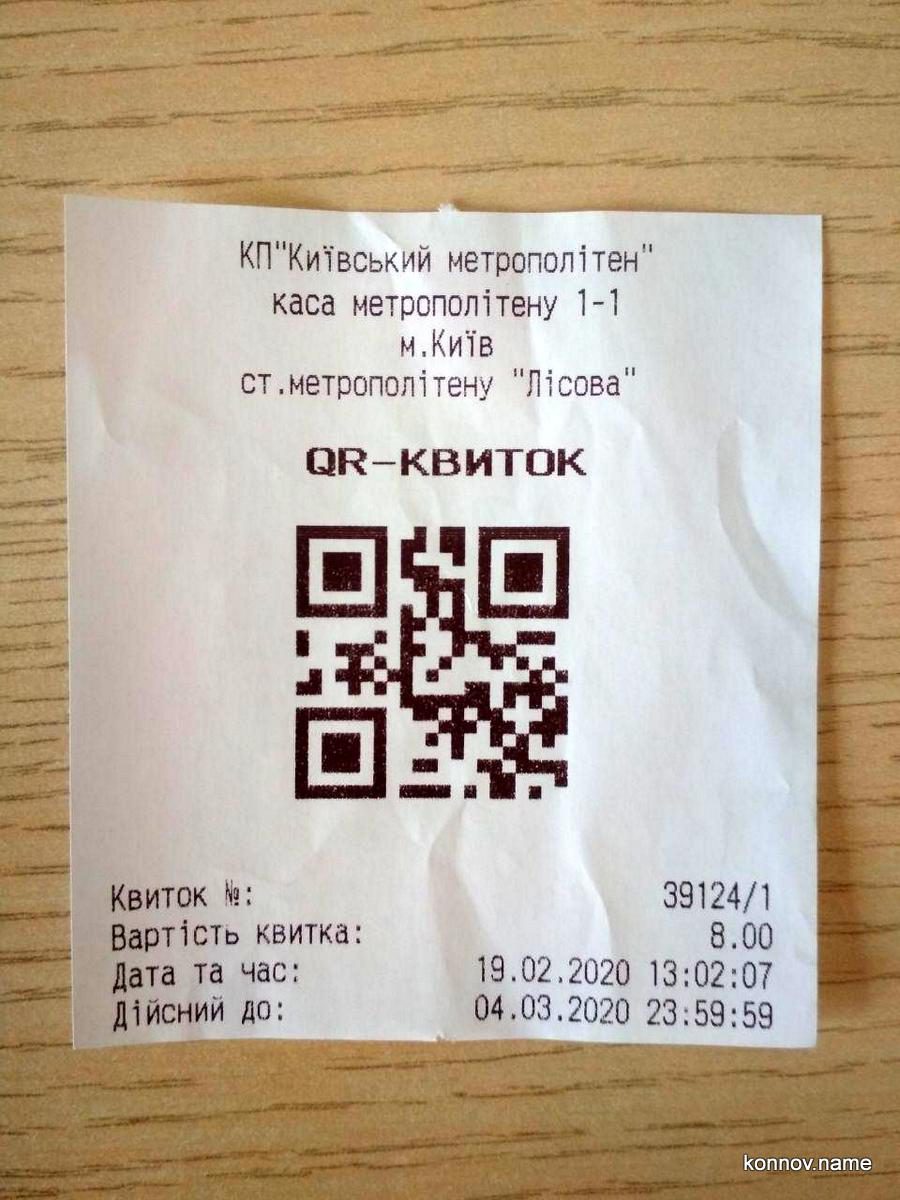 КП"Київський метрополітен"
каса метрополітену 1-1
м.Київ
ст.метрополітену "Лісова"
QR-КВИТОК
Квиток №: 39124/1
Вартість квитка: 8.00
Дата та час: 19.02.2020 13:02:07
Дійсний до: 04.03.2020 23:59:59
konnov.name